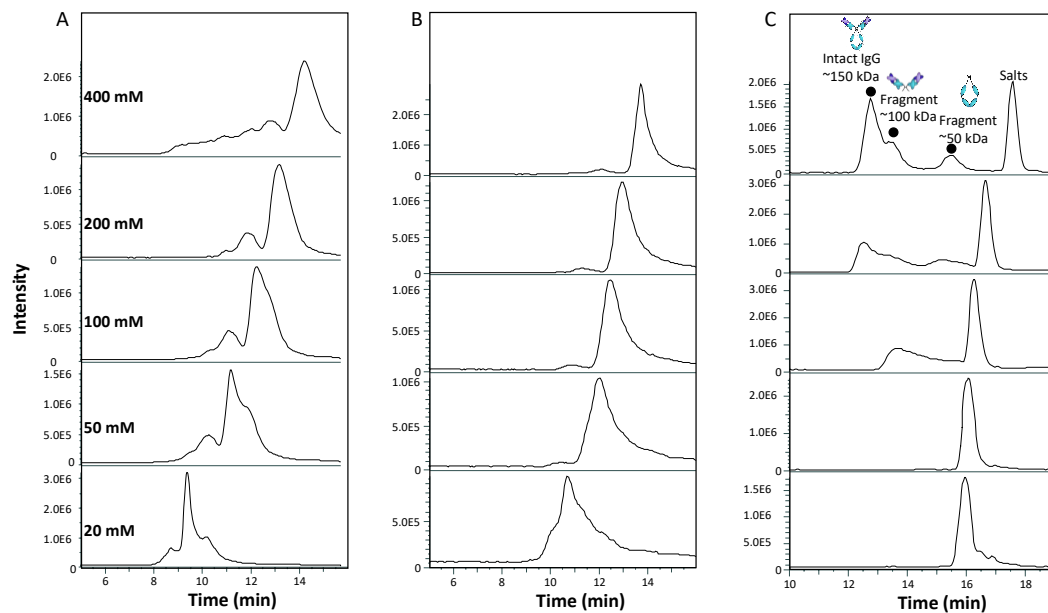 A
B
C
Intensity
400 mM
2.0E6
1.0E6
0
200 mM
1.0E6
5.0E5
0
100 mM
1.0E6
5.0E5
0
50 mM
1.5E6
1.0E6
5.0E5
0
20 mM
3.0E6
2.0E6
1.0E6
0
6 8 10 12 14
Time (min)
2.0E6
1.0E6
0
1.0E6
5.0E5
0
1.0E6
5.0E5
0
1.0E6
5.0E5
0
5.0E5
0
6 8 10 12 14
Time (min)
Intact IgG
~150 kDa
Fragment
~100 kDa
Fragment
~50 kDa
Salts
2.0E6
1.5E6
1.0E6
5.0E5
0
3.0E6
2.0E6
1.0E6
0
3.0E6
2.0E6
1.0E6
0
2.0E6
1.0E6
0
1.5E6
1.0E6
5.0E5
0
10 12 14 16 18
Time (min)